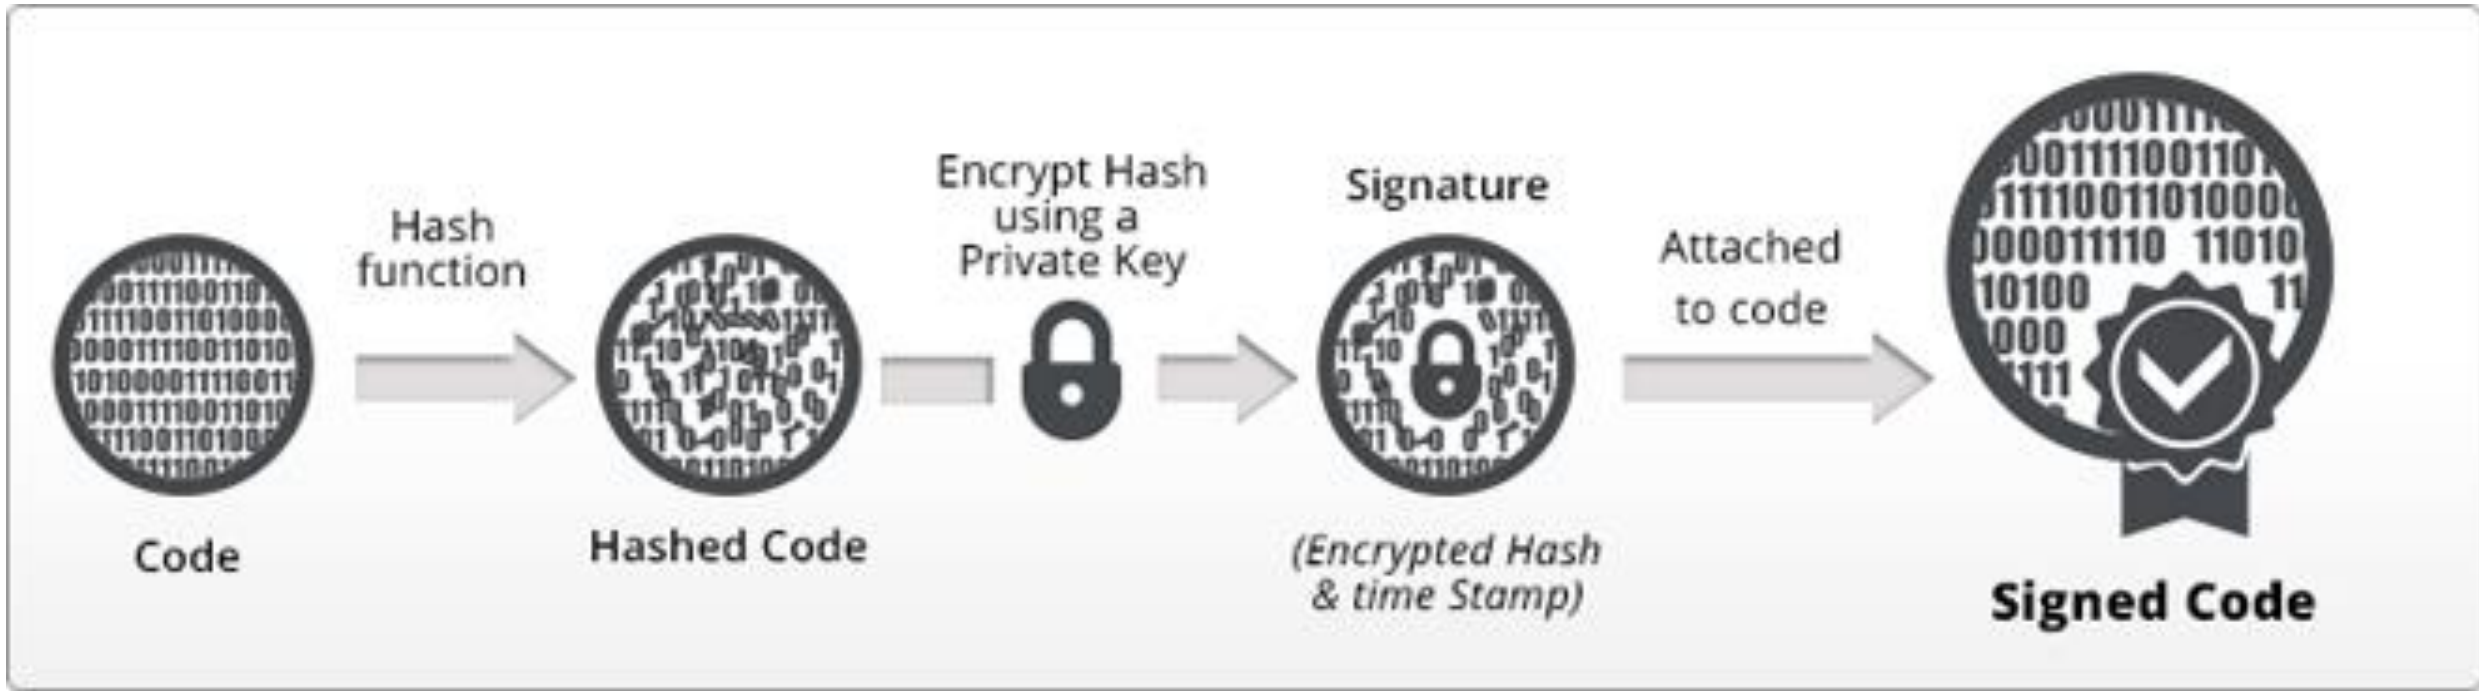 Hash
function
Encrypt Hash
using a
Private Key
Signature
Attached
to code
Code
Hashed Code
(Encrypted Hash
& time Stamp)
Signed Code